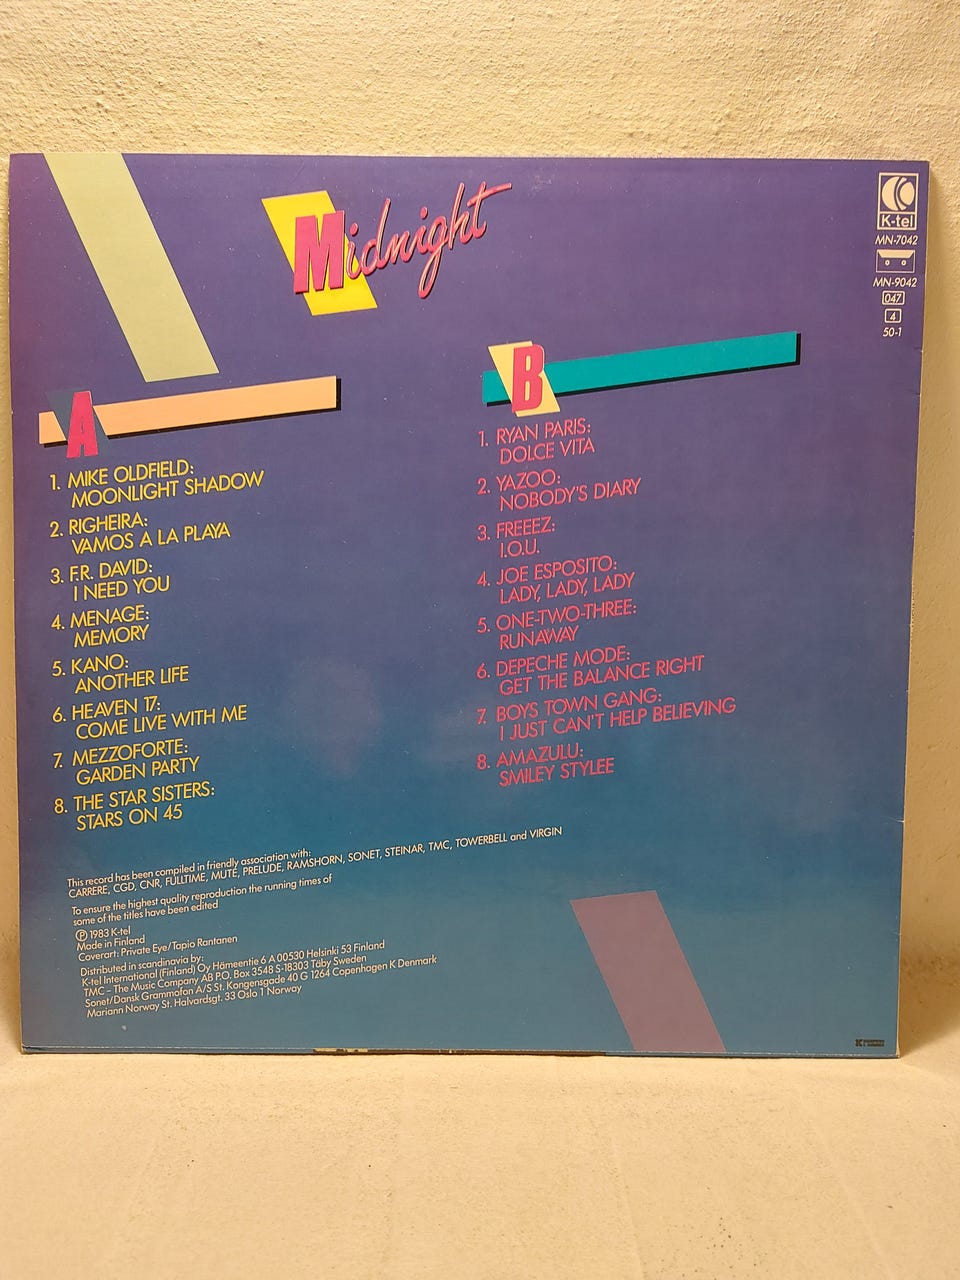 Midnight
K-tel
MN-7042
MN-9042
047
4
50-1
A
1. MIKE OLDFIELD:
MOONLIGHT SHADOW
2. RIGHEIRA:
VAMOS A LA PLAYA
3. F.R. DAVID:
I NEED YOU
4. MENAGE:
MEMORY
5. KANO:
ANOTHER LIFE
6. HEAVEN 17:
COME LIVE WITH ME
7. MEZZOFORTE:
GARDEN PARTY
8. THE STAR SISTERS:
STARS ON 45
B
1. RYAN PARIS:
DOLCE VITA
2. YAZOO:
NOBODY'S DIARY
3. FREEEZ:
I.O.U.
4. JOE ESPOSITO:
LADY, LADY, LADY
5. ONE-TWO-THREE:
RUNAWAY
6. DEPECHE MODE:
GET THE BALANCE RIGHT
7. BOYS TOWN GANG:
I JUST CAN'T HELP BELIEVING
8. AMAZULU:
SMILEY STYLEE
This record has been compiled in friendly association with:
CARRERE, CGD, CNR, FULLTIME, MUTE, PRELUDE, RAMSHORN, SONET, STEINAR, TMC, TOWERBELL and VIRGIN
To ensure the highest quality reproduction the running times of
some of the titles have been edited
Ⓟ 1983 K-tel
Made in Finland
Coverart: Private Eye/Tapio Rantanen
Distributed in scandinavia by:
K-tel International (Finland) Oy Hämeentie 6 A 00530 Helsinki 53 Finland
TMC – The Music Company AB P.O. Box 3548 S-18303 Täby Sweden
Sonet/Dansk Grammofon A/S St. Kongensgade 40 G 1264 Copenhagen K Denmark
Mariann Norway St. Halvardsgt. 33 Oslo 1 Norway